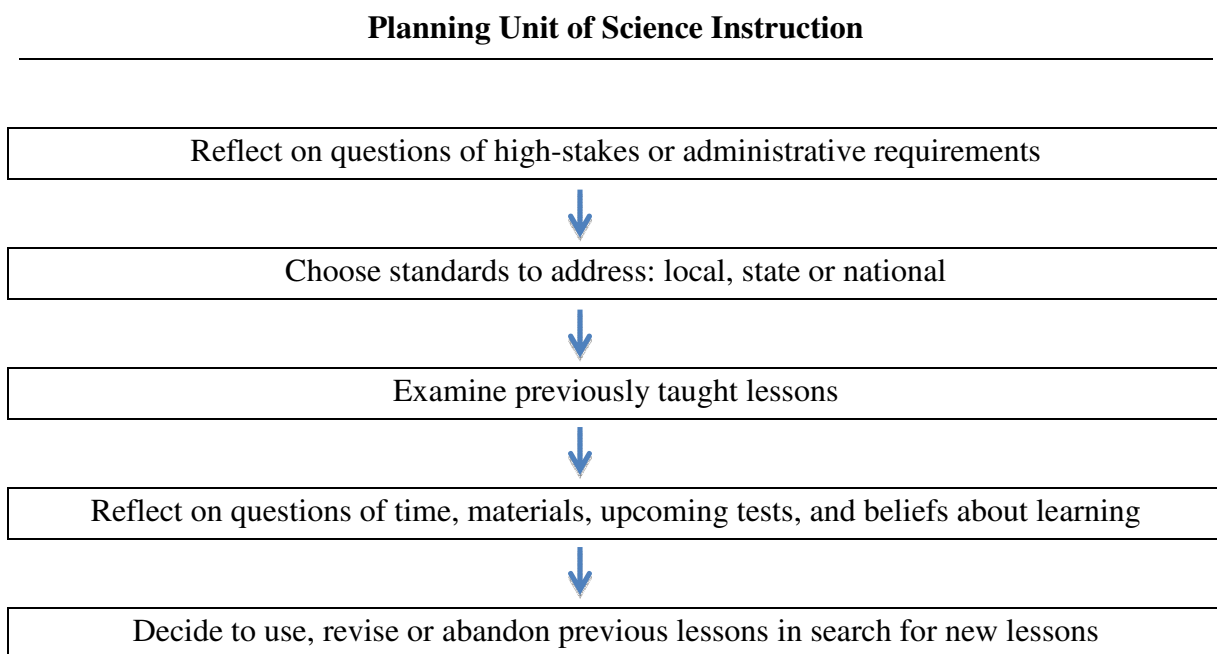 Planning Unit of Science Instruction
Reflect on questions of high-stakes or administrative requirements
Choose standards to address: local, state or national
Examine previously taught lessons
Reflect on questions of time, materials, upcoming tests, and beliefs about learning
Decide to use, revise or abandon previous lessons in search for new lessons